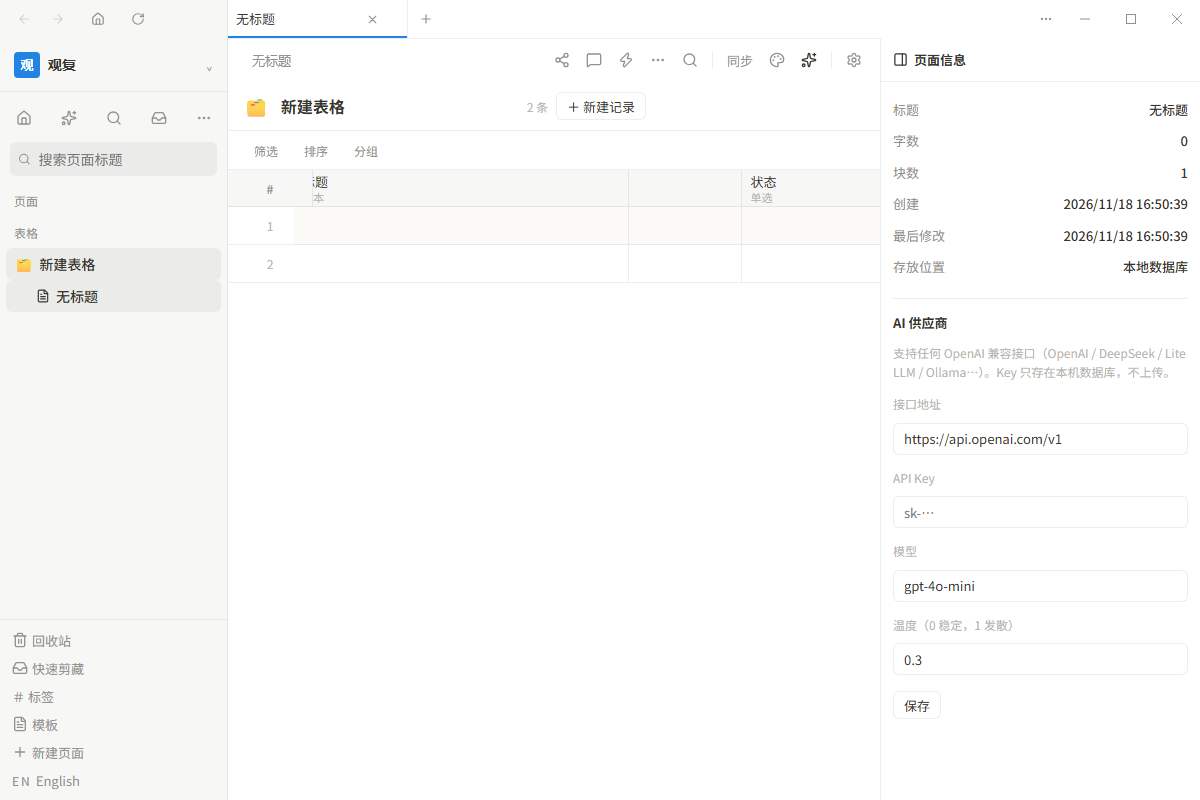 无标题
观 观复
搜索页面标题
页面
表格
新建表格
无标题
回收站
快速剪藏
# 标签
模板
新建页面
EN English
无标题
同步
新建表格
2 条
新建记录
筛选 排序 分组
#
题
本
状态
单选
1
2
页面信息
标题 无标题
字数 0
块数 1
创建 2026/11/18 16:50:39
最后修改 2026/11/18 16:50:39
存放位置 本地数据库
AI 供应商
支持任何 OpenAI 兼容接口（OpenAI / DeepSeek / Lite
LLM / Ollama…）。Key 只存在本机数据库，不上传。
接口地址
https://api.openai.com/v1
API Key
sk-…
模型
gpt-4o-mini
温度（0 稳定，1 发散）
0.3
保存